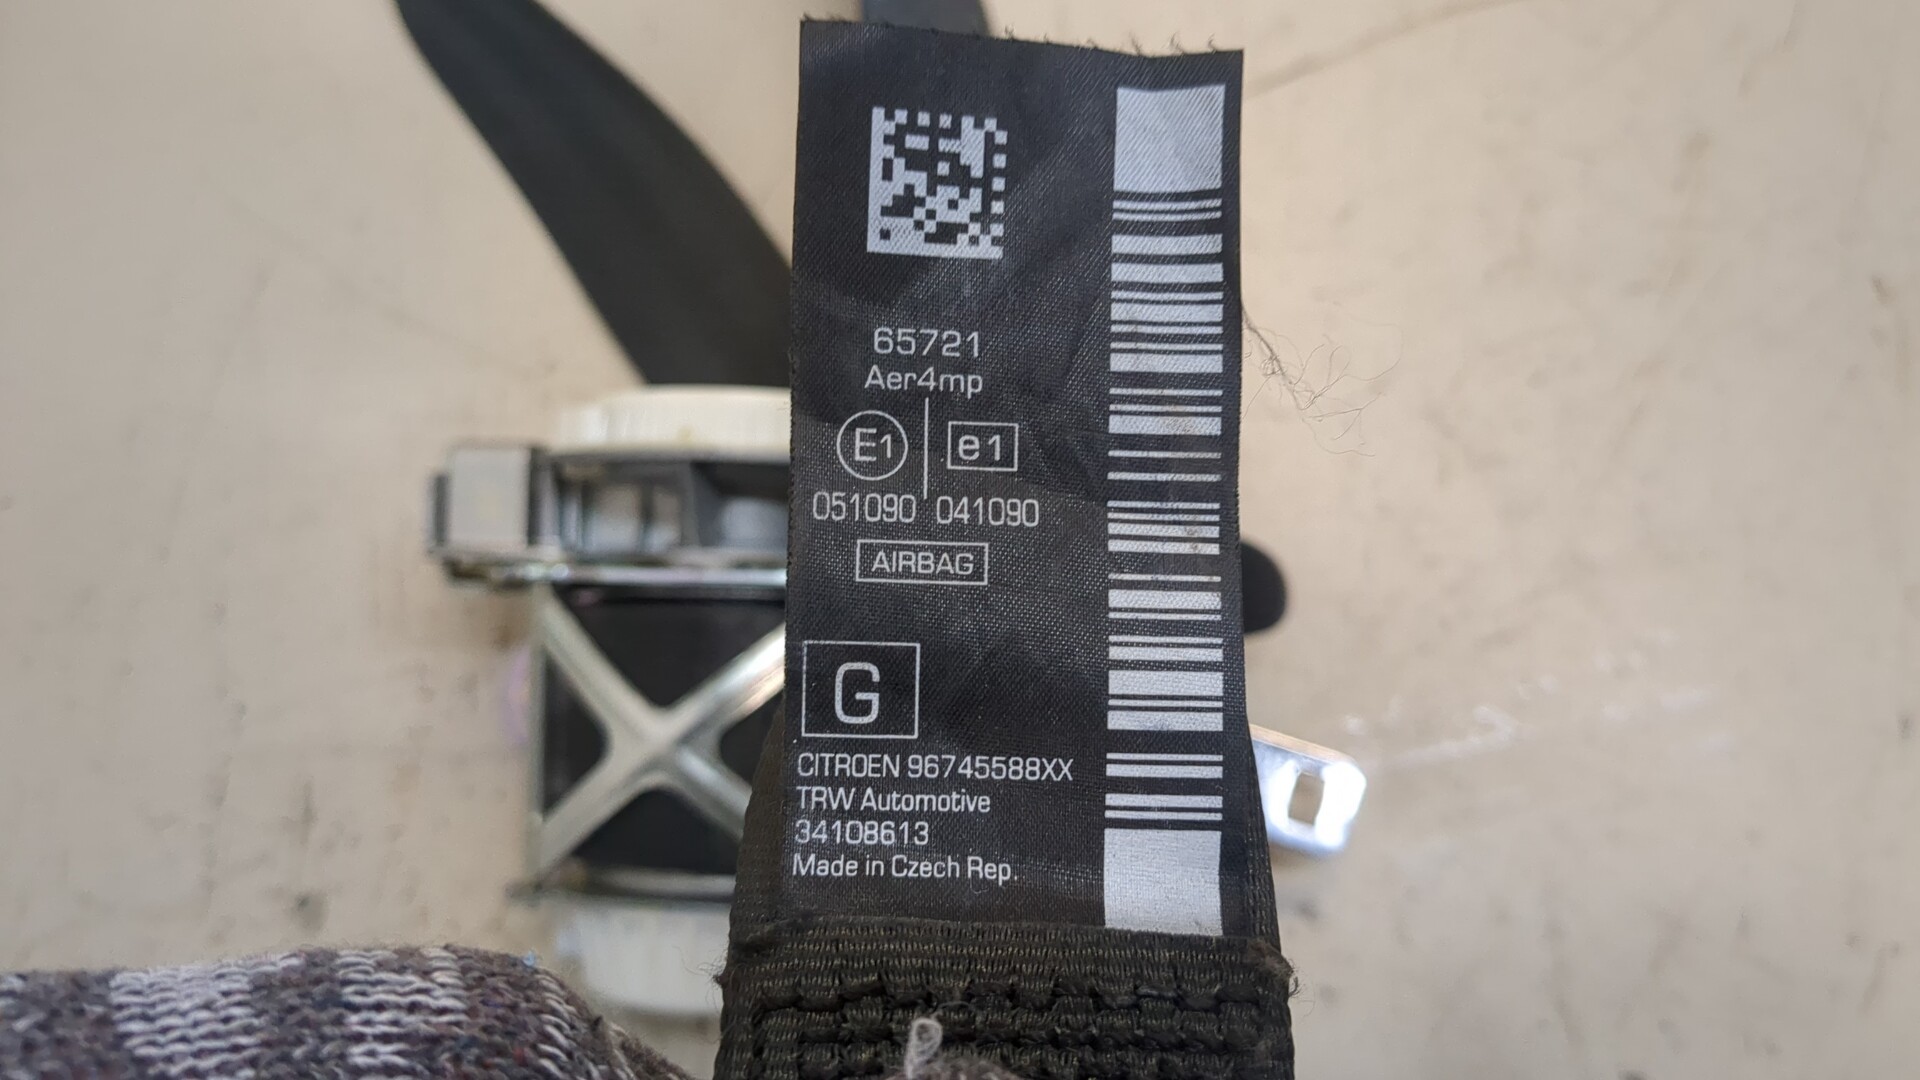 65721
Aer4mp
E1 e1
051090 041090
AIRBAG
G
CITROEN 96745588XX
TRW Automotive
34108613
Made in Czech Rep.